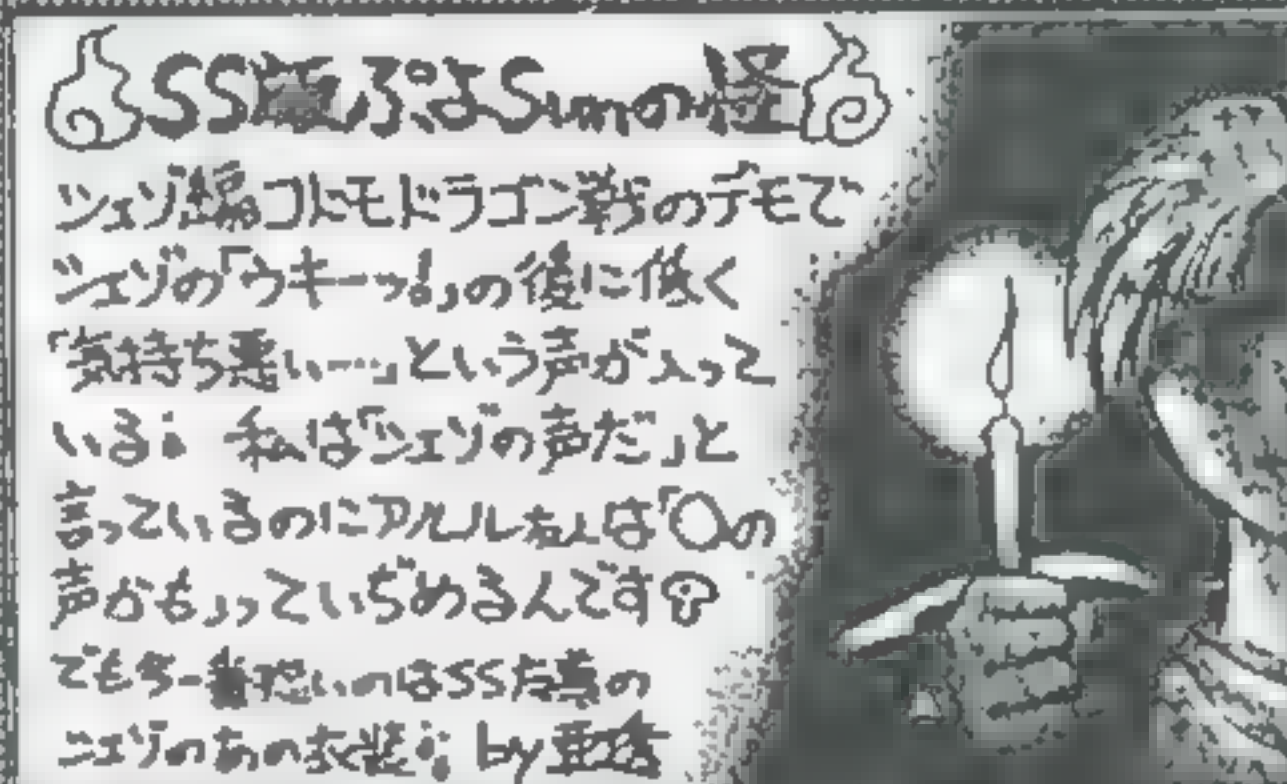 SS版ぷよSunの怪
シェゾ編コドモドラゴン戦のデモで
シェゾの「ウキーッ!」の後に低く
「気持ち悪い…」という声が入って
いる 私は「シェゾの声だ」と
言っているのにアルル友人は「○の
声かも」っていぢめるんです
でも今一番恐いのはSS友真の
シェゾのあの衣装 by